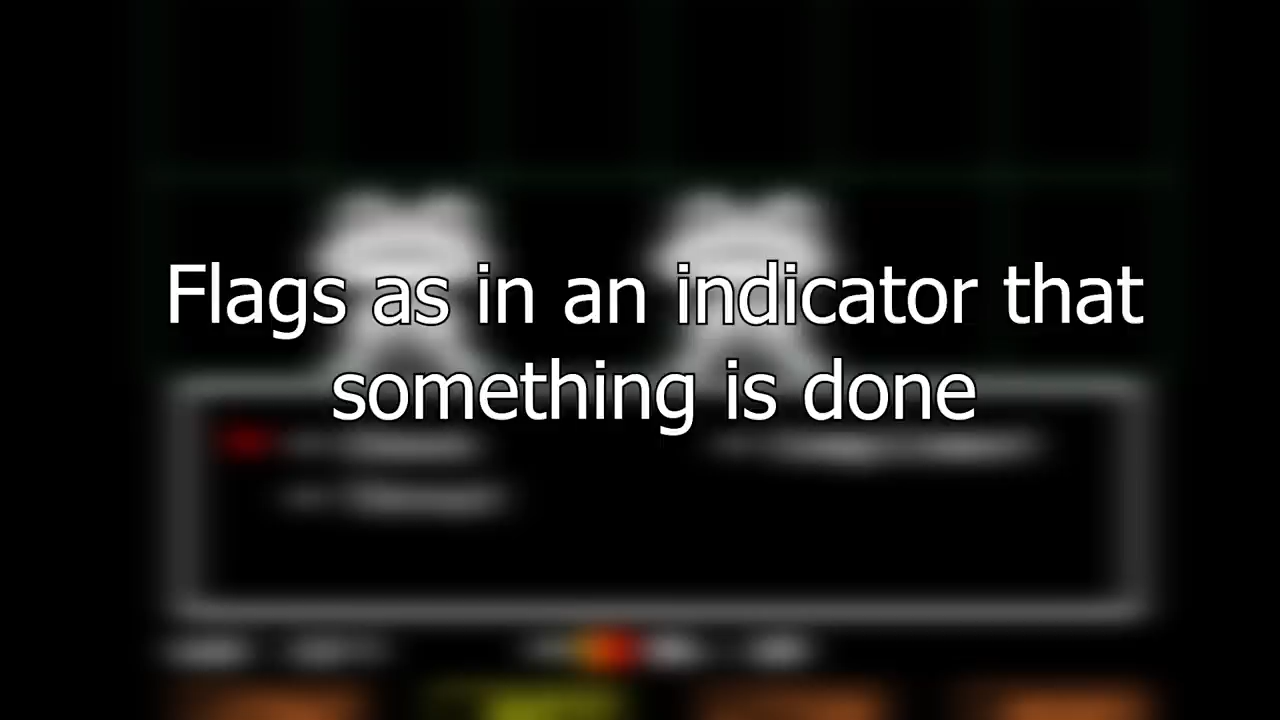 Flags as in an indicator that
something is done